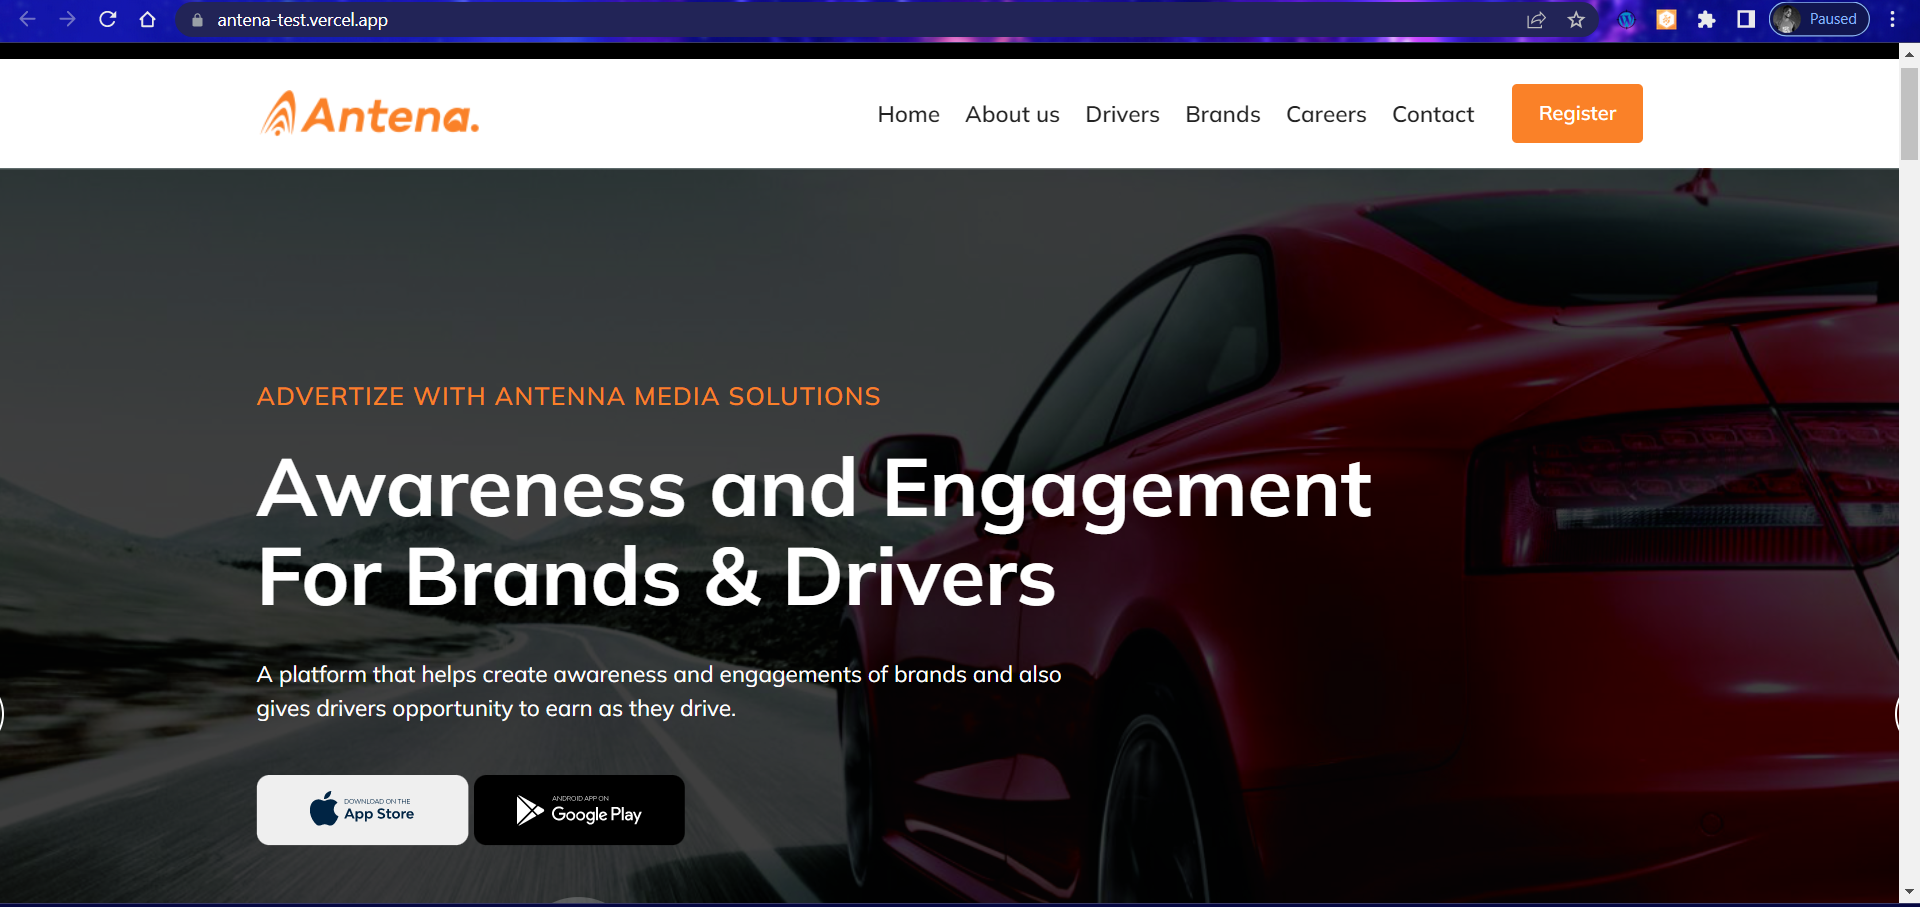 antena-test.vercel.app
Paused
Antena.
Home About us Drivers Brands Careers Contact Register
ADVERTIZE WITH ANTENNA MEDIA SOLUTIONS
Awareness and Engagement
For Brands & Drivers
A platform that helps create awareness and engagements of brands and also
gives drivers opportunity to earn as they drive.
DOWNLOAD ON THE
App Store
ANDROID APP ON
Google Play